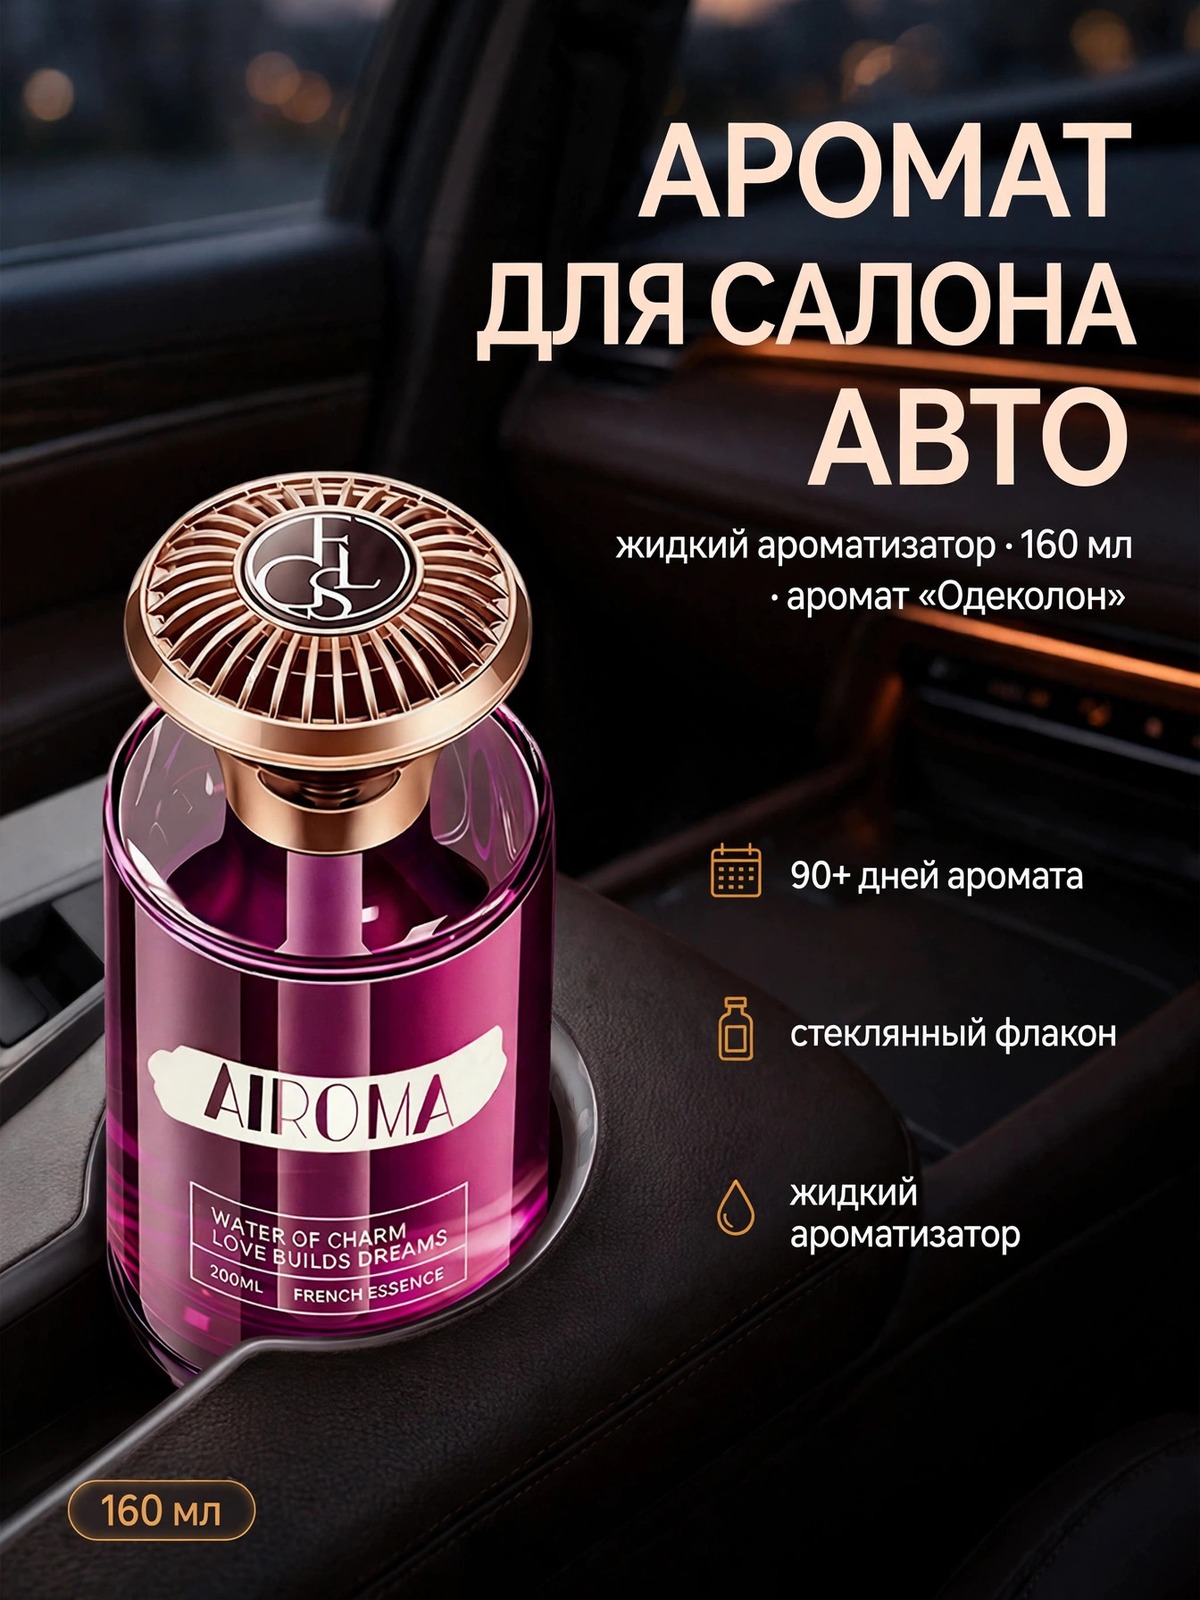 АРОМАТ
ДЛЯ САЛОНА
АВТО
жидкий ароматизатор · 160 мл
· аромат «Одеколон»
90+ дней аромата
стеклянный флакон
жидкий
ароматизатор
AIROMA
WATER OF CHARM
LOVE BUILDS DREAMS
200ML FRENCH ESSENCE
160 мл